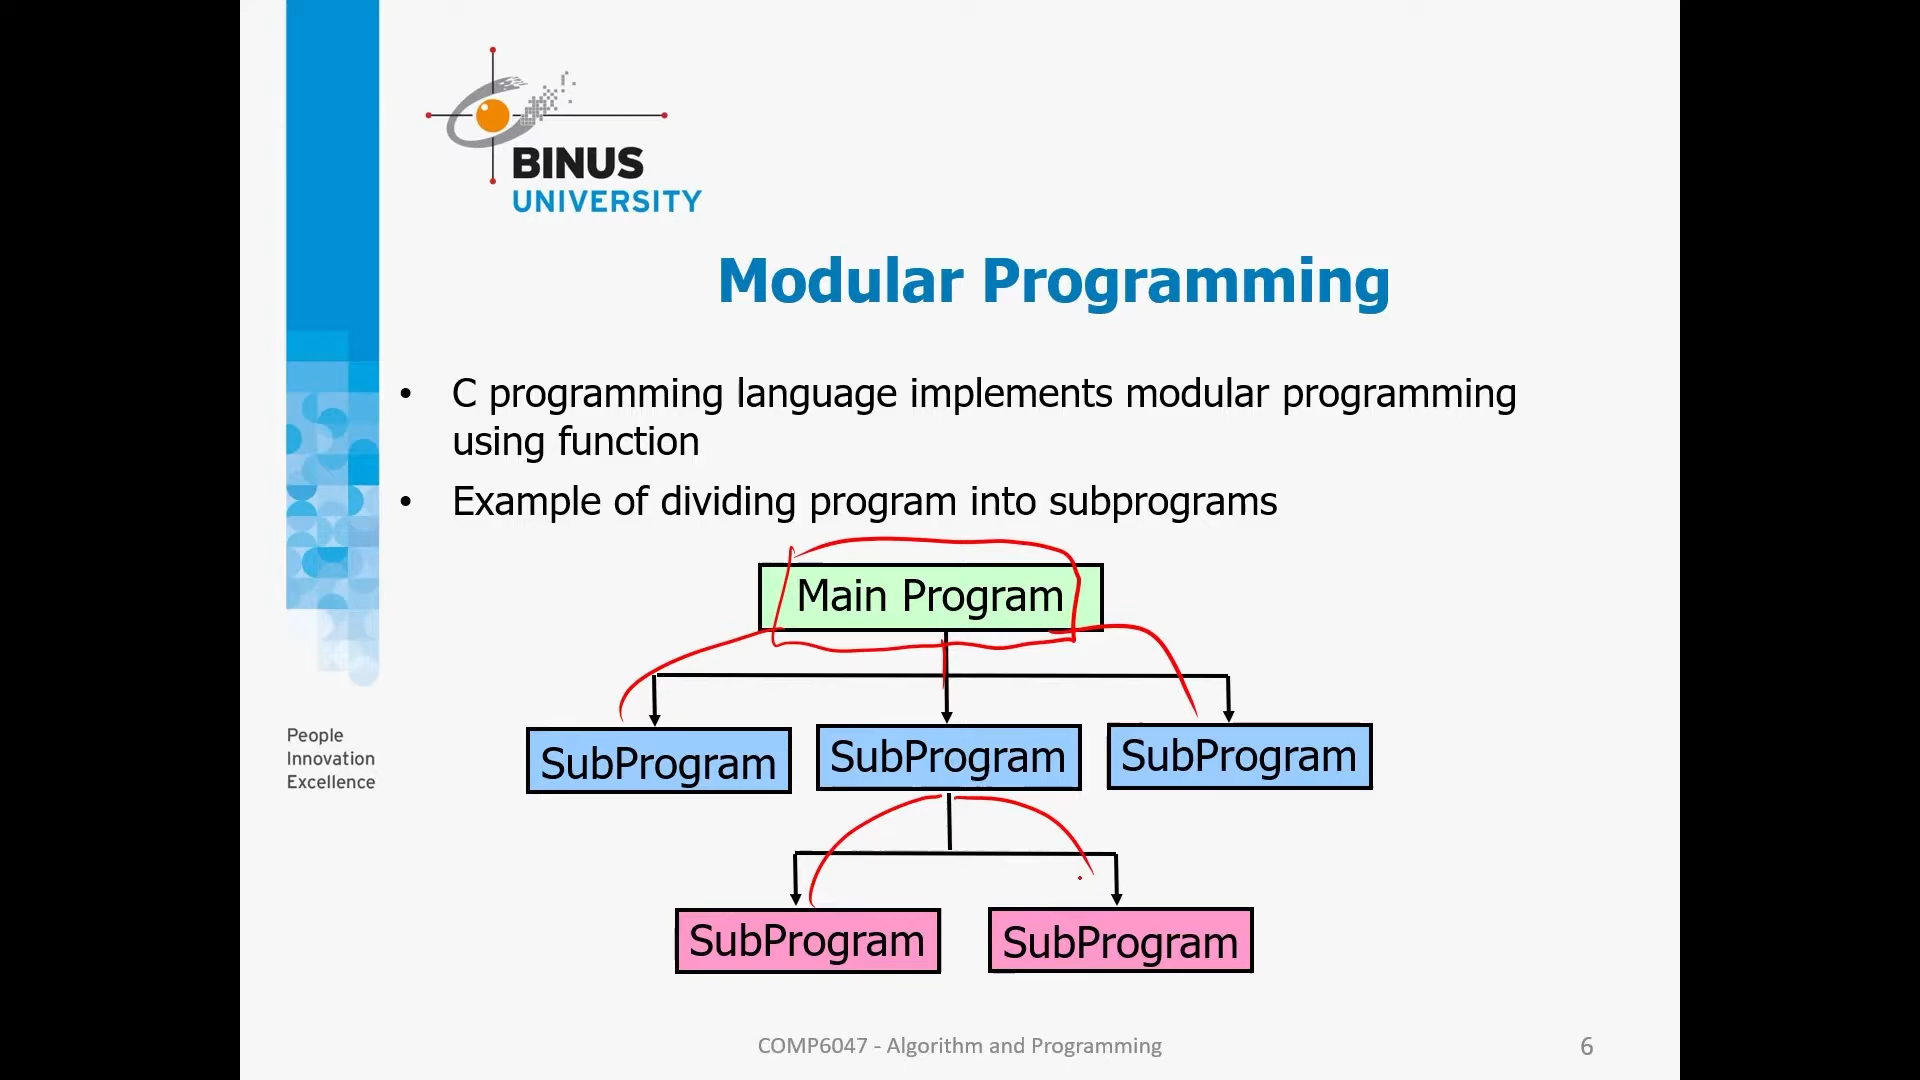 BINUS
UNIVERSITY
Modular Programming
• C programming language implements modular programming
using function
• Example of dividing program into subprograms
Main Program
SubProgram SubProgram SubProgram
SubProgram SubProgram
People
Innovation
Excellence
COMP6047 - Algorithm and Programming
6